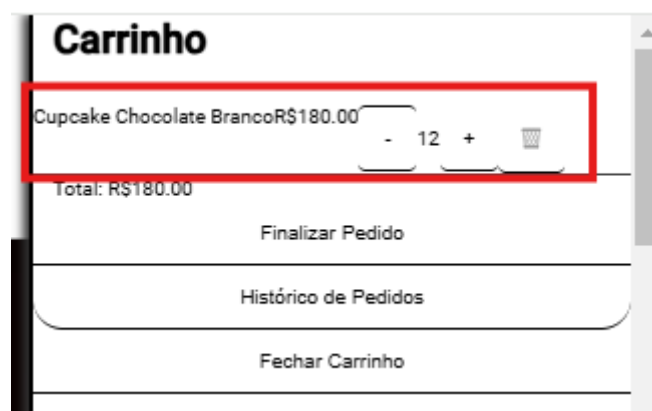 Carrinho
Cupcake Chocolate BrancoR$180.00 - 12 +
Total: R$180.00
Finalizar Pedido
Histórico de Pedidos
Fechar Carrinho